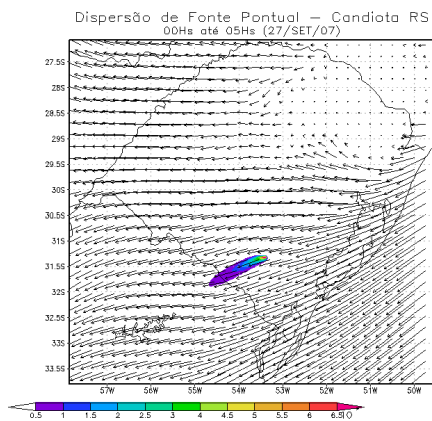 Dispersão de Fonte Pontual – Candiota RS
00Hs até 05Hs (27/SET/07)
27.5S
28S
28.5S
29S
29.5S
30S
30.5S
31S
31.5S
32S
32.5S
33S
33.5S
57W 56W 55W 54W 53W 52W 51W 50W
0.5 1 1.5 2 2.5 3 4 4.5 5 5.5 6 6.5